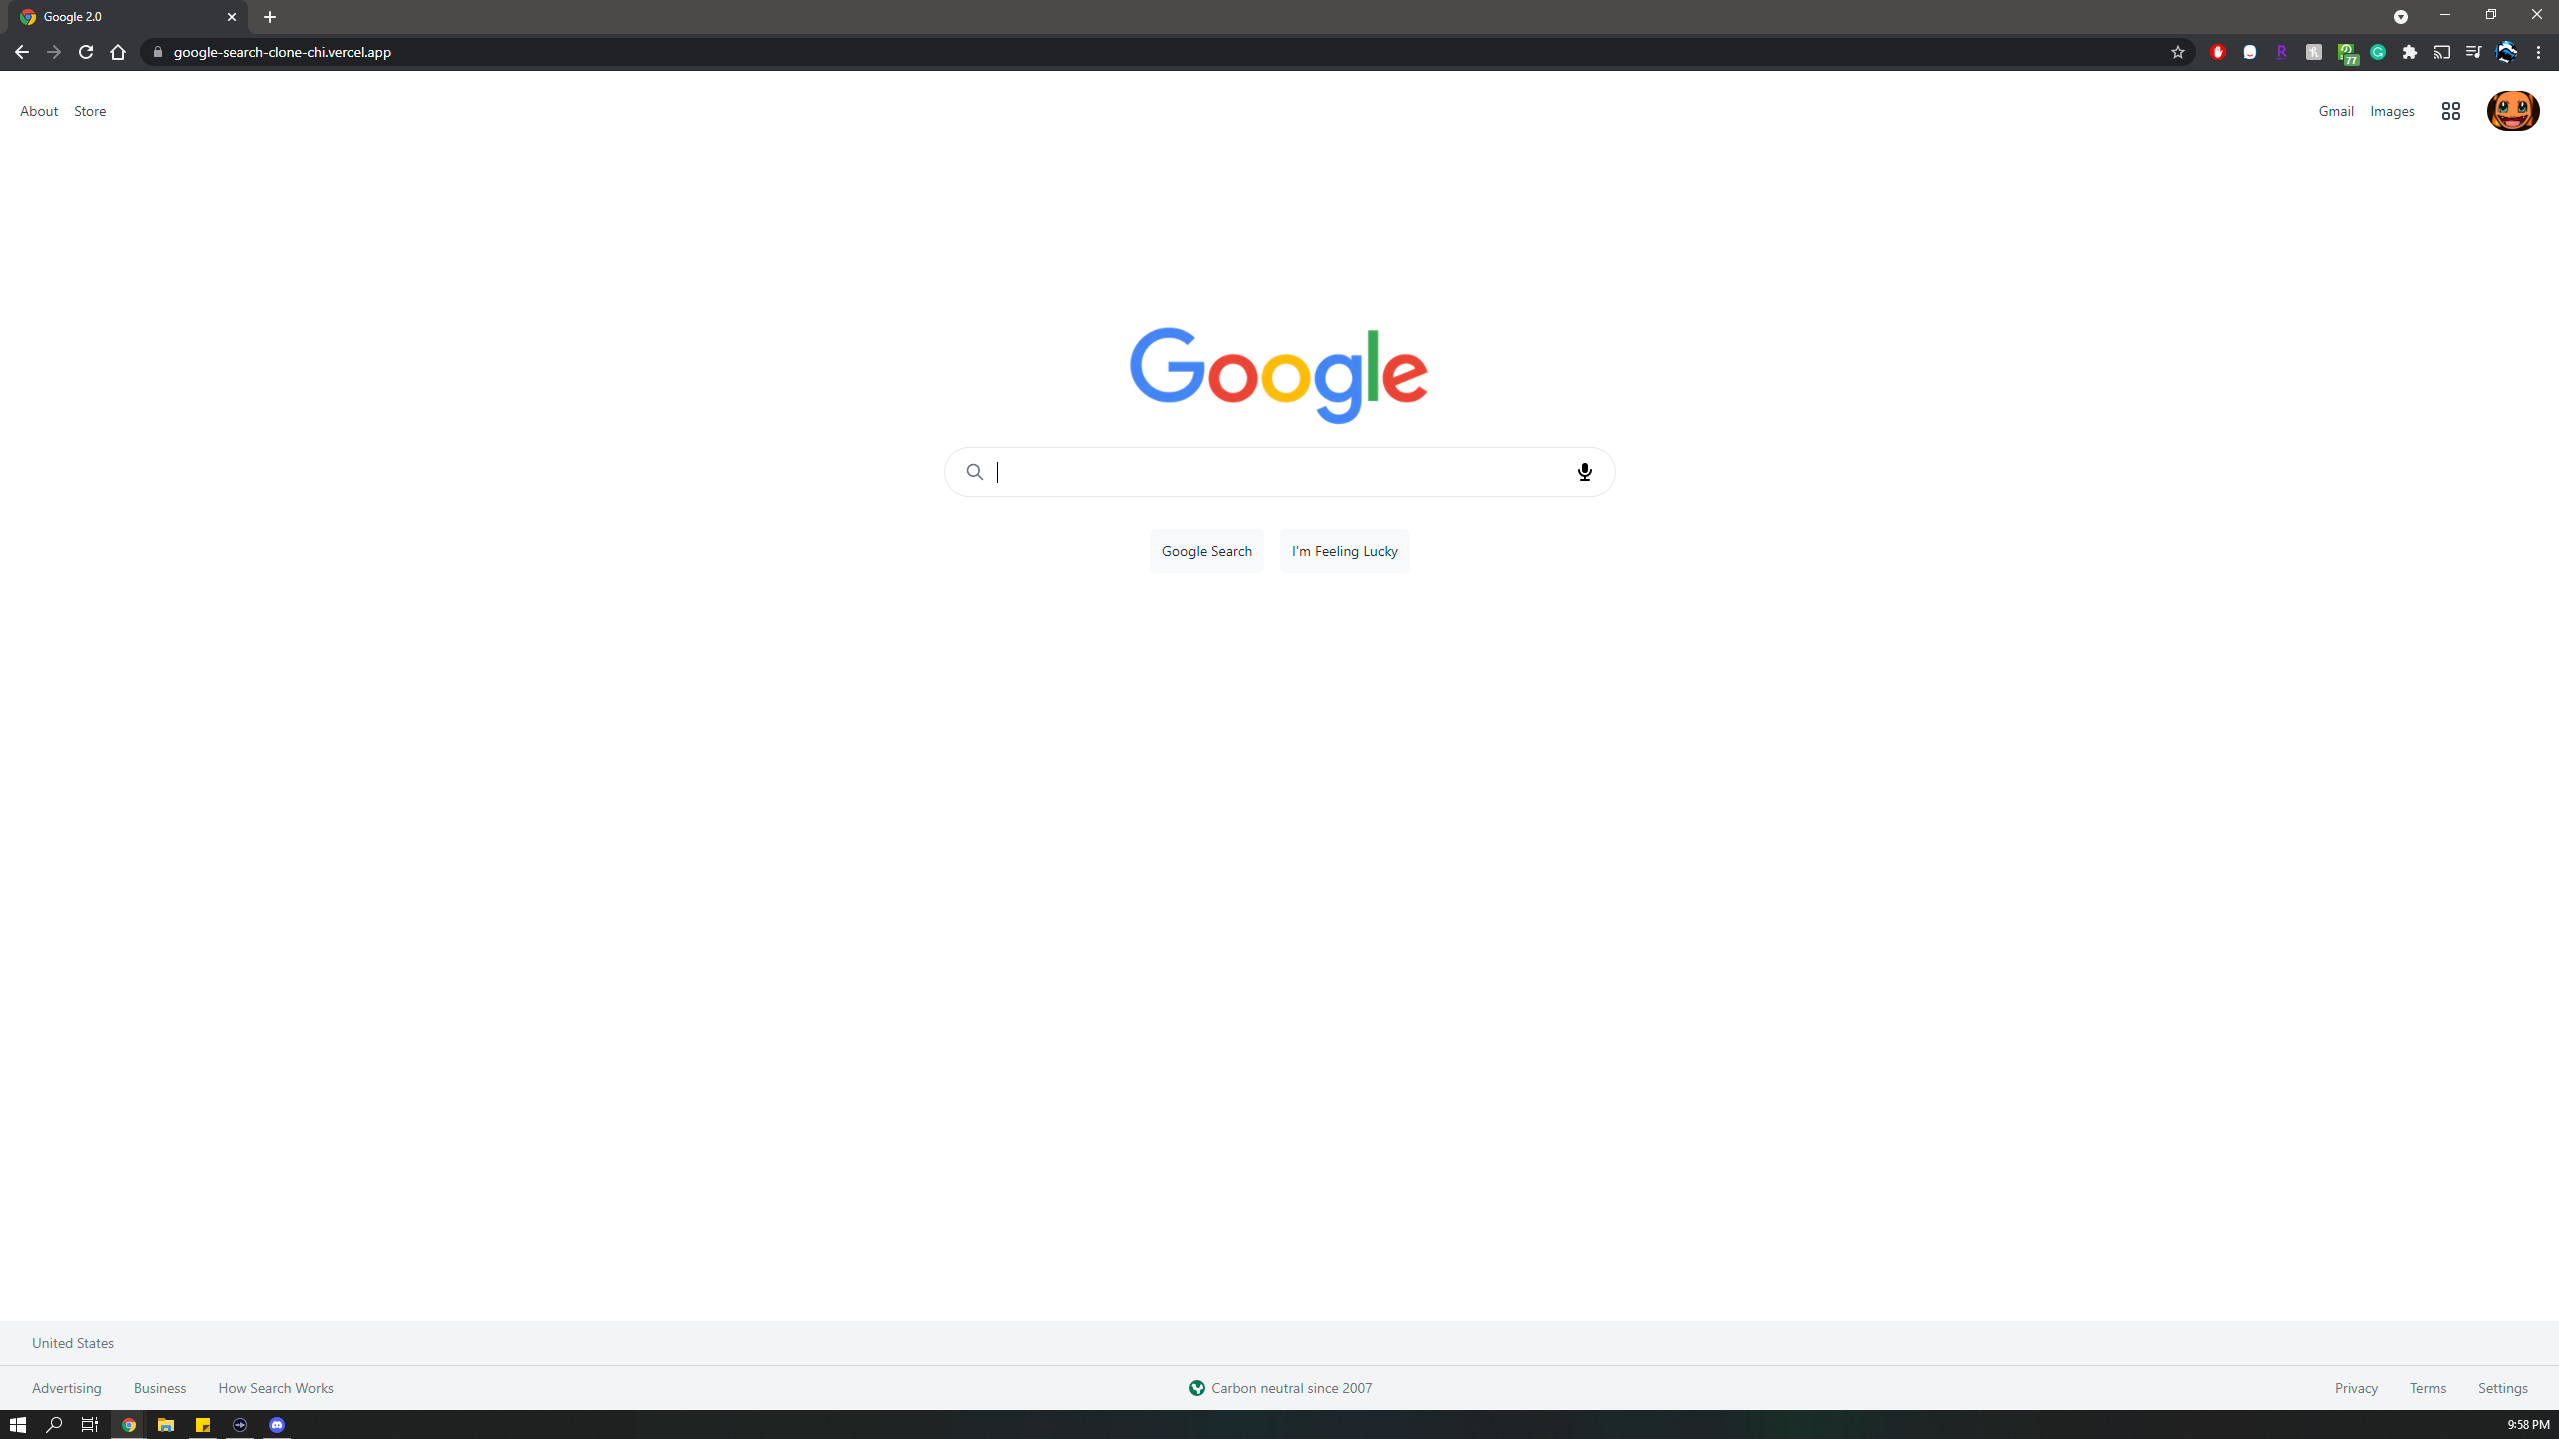 Google 2.0
google-search-clone-chi.vercel.app
77
About Store
Gmail Images
Google
Google Search
I'm Feeling Lucky
United States
Advertising Business How Search Works
Carbon neutral since 2007
Privacy Terms Settings
9:58 PM